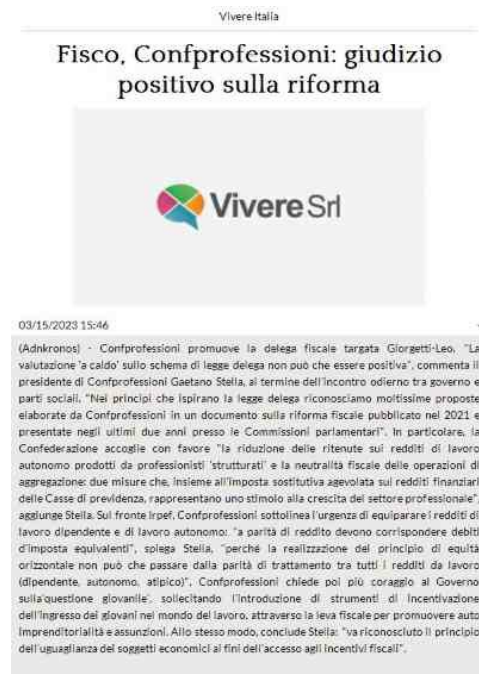 Vivere Italia
Fisco, Confprofessioni: giudizio
positivo sulla riforma
Vivere Srl
03/15/2023 15:46
(Adnkronos) - Confprofessioni promuove la delega fiscale targata Giorgetti-Leo. "La
valutazione 'a caldo' sullo schema di legge delega non può che essere positiva", commenta il
presidente di Confprofessioni Gaetano Stella, al termine dell'incontro odierno tra governo e
parti sociali. "Nei principi che ispirano la legge delega riconosciamo moltissime proposte
elaborate da Confprofessioni in un documento sulla riforma fiscale pubblicato nel 2021 e
presentate negli ultimi due anni presso le Commissioni parlamentari". In particolare, la
Confederazione accoglie con favore "la riduzione delle ritenute sui redditi di lavoro
autonomo prodotti da professionisti 'strutturati' e la neutralità fiscale delle operazioni di
aggregazione: due misure che, insieme all'imposta sostitutiva agevolata sui redditi finanziari
delle Casse di previdenza, rappresentano uno stimolo alla crescita del settore professionale",
aggiunge Stella. Sul fronte Irpef, Confprofessioni sottolinea l'urgenza di equiparare i redditi di
lavoro dipendente e di lavoro autonomo: "a parità di reddito devono corrispondere debiti
d'imposta equivalenti", spiega Stella, "perché la realizzazione del principio di equità
orizzontale non può che passare dalla parità di trattamento tra tutti i redditi da lavoro
(dipendente, autonomo, atipico)". Confprofessioni chiede poi più coraggio al Governo
sulla'questione giovanile', sollecitando l'introduzione di strumenti di incentivazione
dell'ingresso dei giovani nel mondo del lavoro, attraverso la leva fiscale per promuovere auto
imprenditorialità e assunzioni. Allo stesso modo, conclude Stella: "va riconosciuto il principio
dell'uguaglianza dei soggetti economici ai fini dell'accesso agli incentivi fiscali".